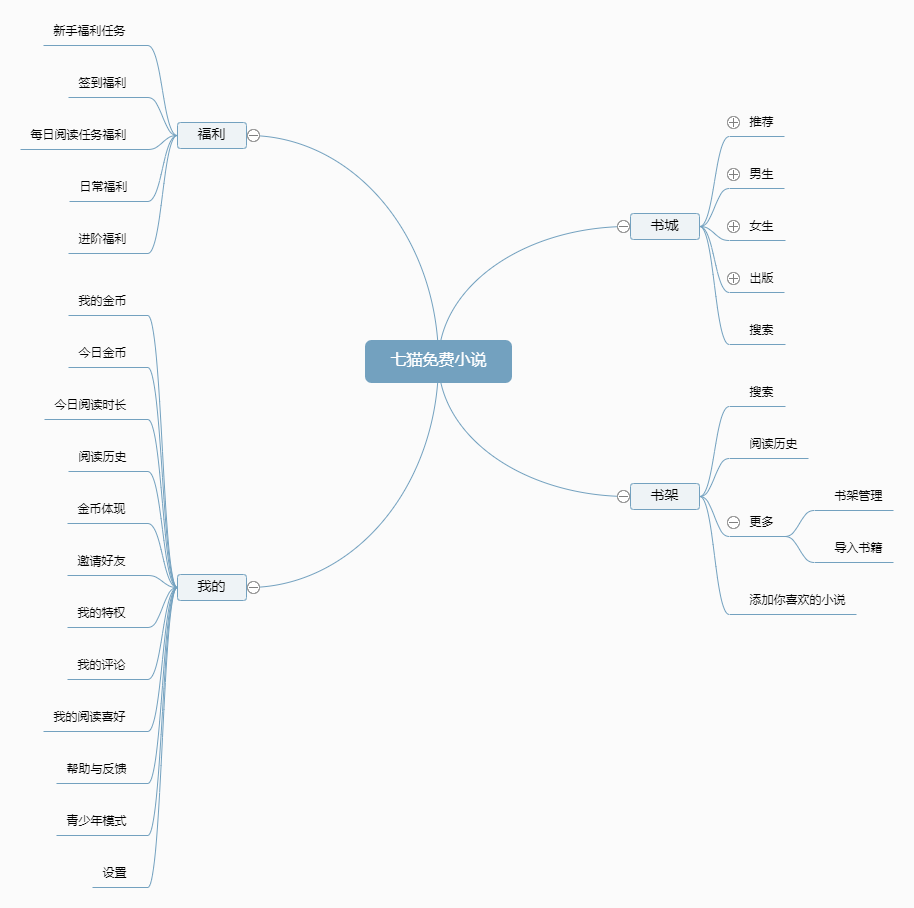 七猫免费小说
福利
新手福利任务
签到福利
每日阅读任务福利
日常福利
进阶福利
我的
我的金币
今日金币
今日阅读时长
阅读历史
金币体现
邀请好友
我的特权
我的评论
我的阅读喜好
帮助与反馈
青少年模式
设置
书城
推荐
男生
女生
出版
搜索
书架
搜索
阅读历史
更多
书架管理
导入书籍
添加你喜欢的小说